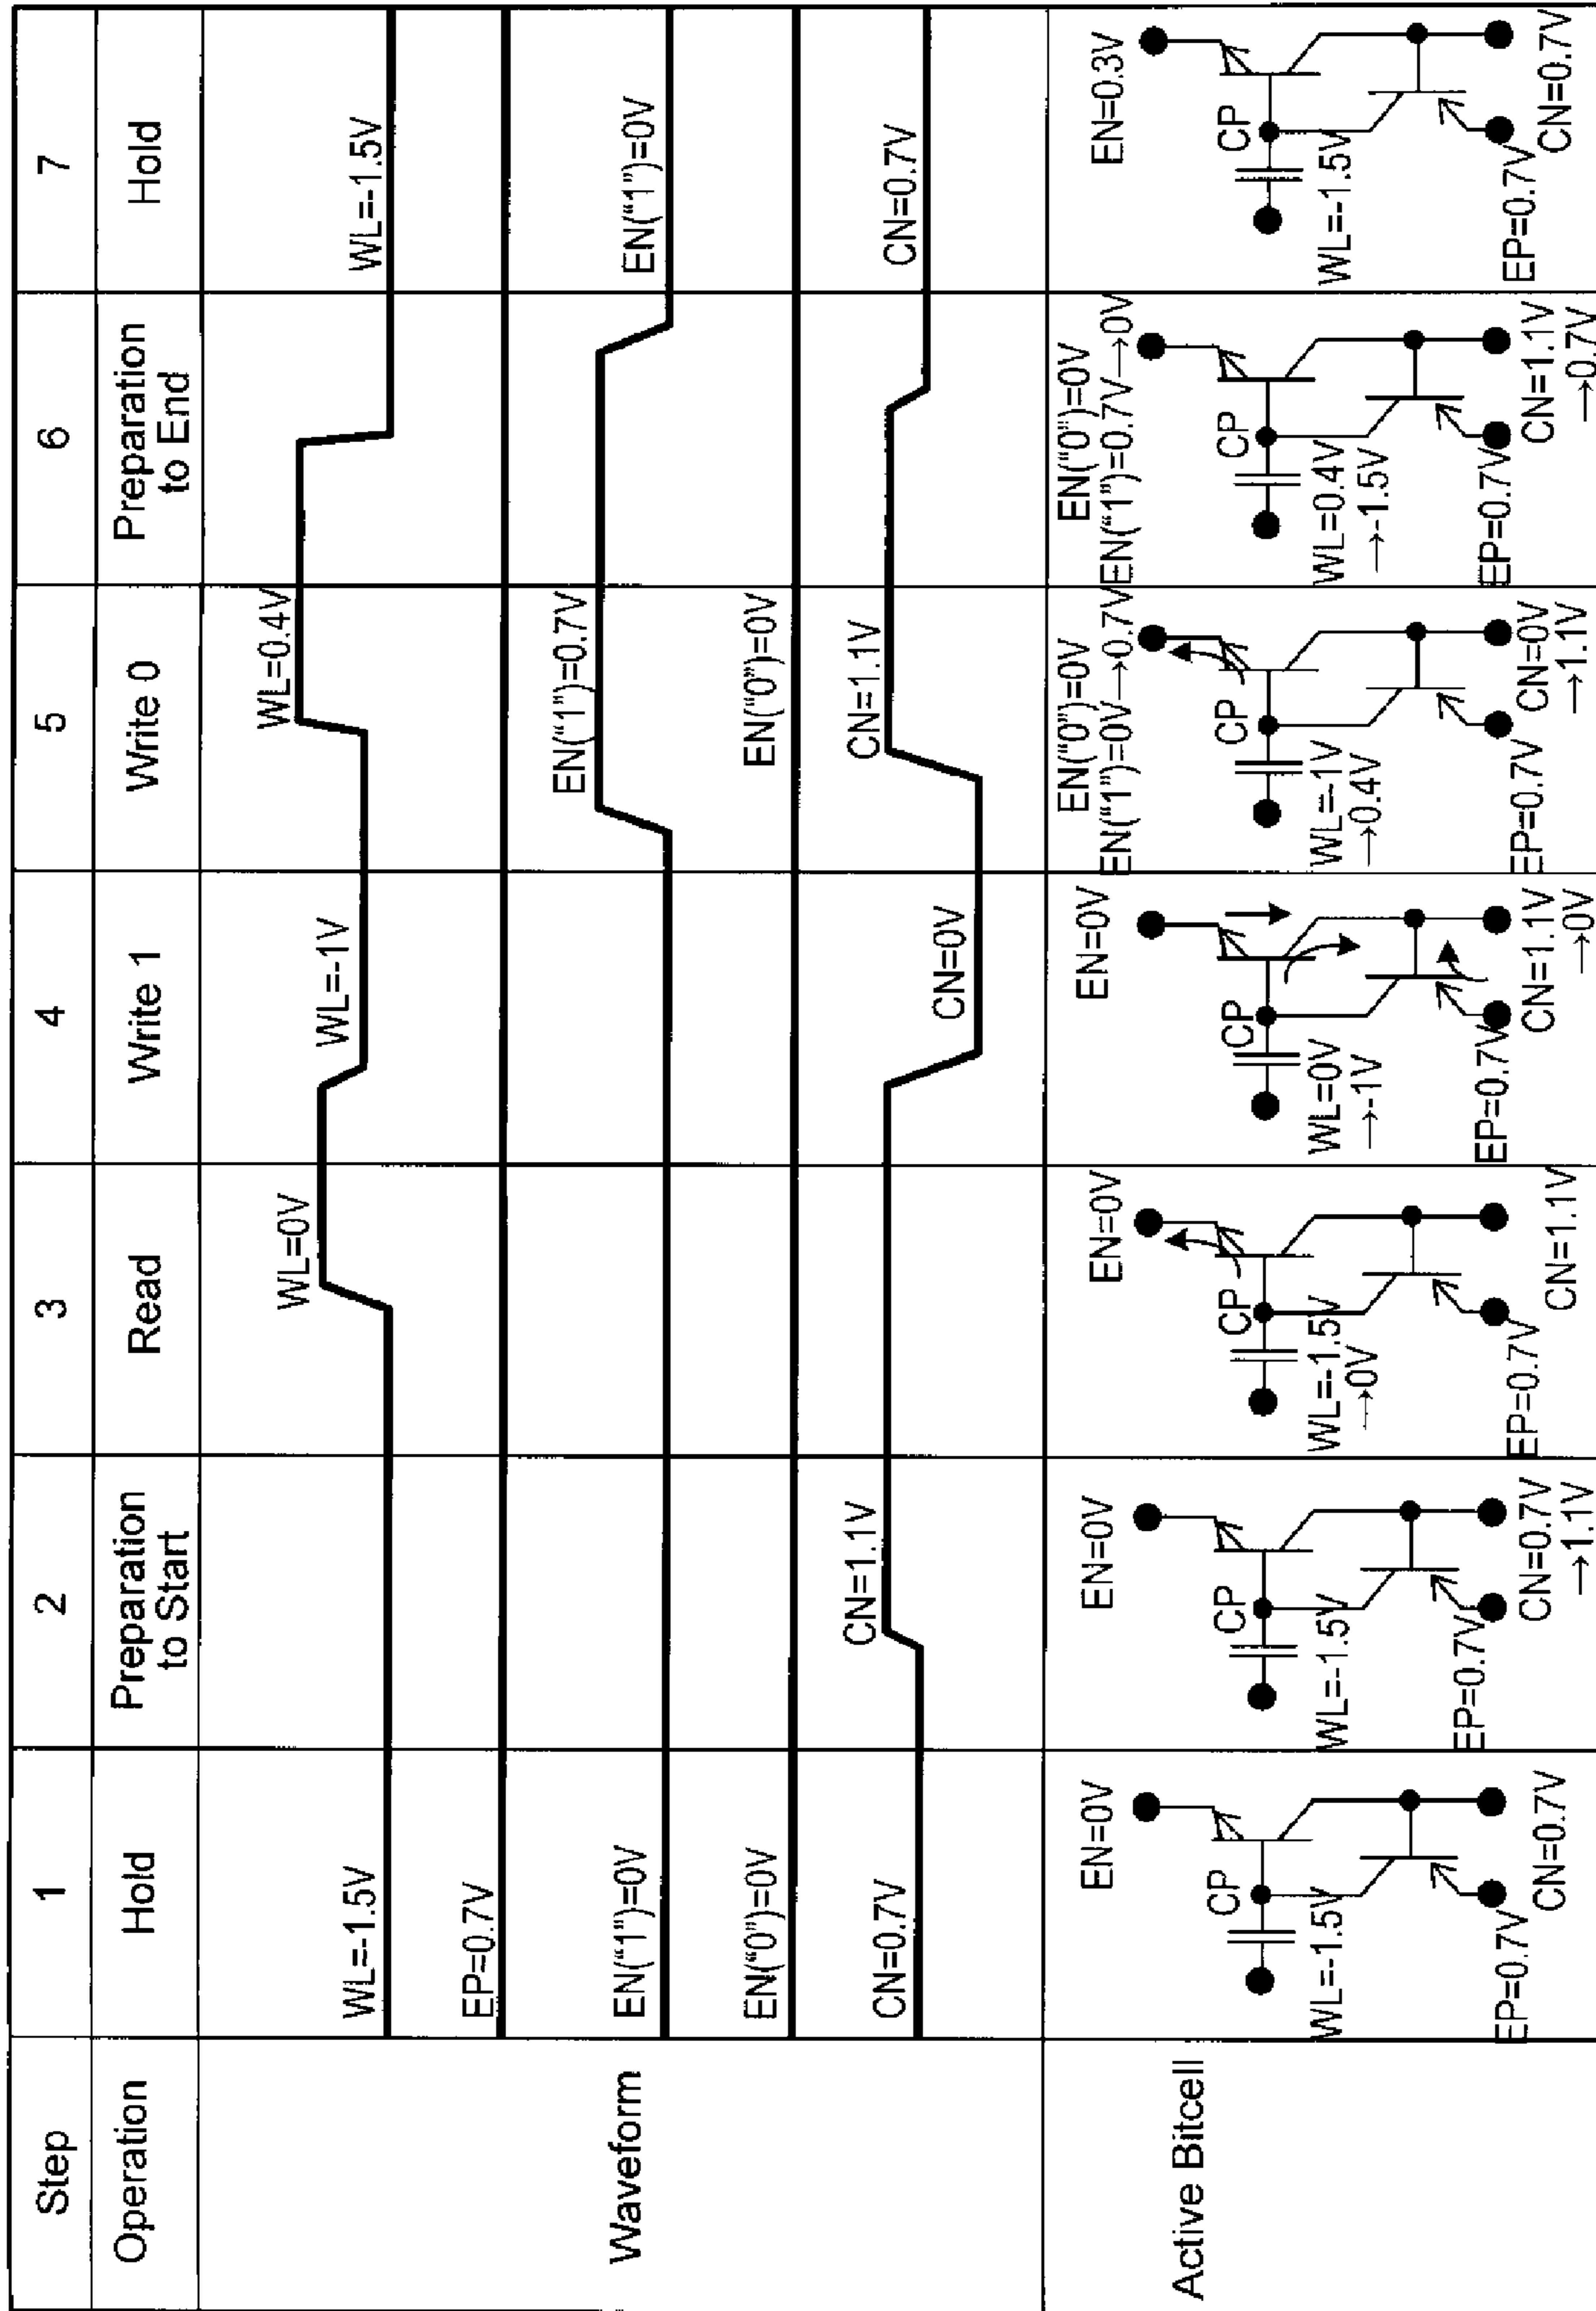 Step 1 2 3 4 5 6 7
Operation Hold Preparation to Start Read Write 1 Write 0 Preparation to End Hold
Waveform
WL=-1.5V WL=0V WL=-1V WL=0.4V WL=-1.5V
EP=0.7V
EN("1")=0V EN("1")=0.7V EN("1")=0V
EN("0")=0V EN("0")=0V
CN=0.7V CN=1.1V CN=0V CN=1.1V CN=0.7V
Active Bitcell
EN=0V
CP
WL=-1.5V
EP=0.7V
CN=0.7V
EN=0V
CP
WL=-1.5V
EP=0.7V
CN=0.7V
→1.1V
EN=0V
CP
WL=-1.5V
→0V
EP=0.7V
CN=1.1V
EN=0V
CP
WL=0V
→-1V
EP=0.7V
CN=1.1V
→0V
EN("0")=0V
EN("1")=0V→0.7V
CP
WL=-1V
→0.4V
EP=0.7V
CN=0V
→1.1V
EN("0")=0V
EN("1")=0.7V→0V
CP
WL=0.4V
→-1.5V
EP=0.7V
CN=1.1V
→0.7V
EN=0.3V
CP
WL=-1.5V
EP=0.7V
CN=0.7V